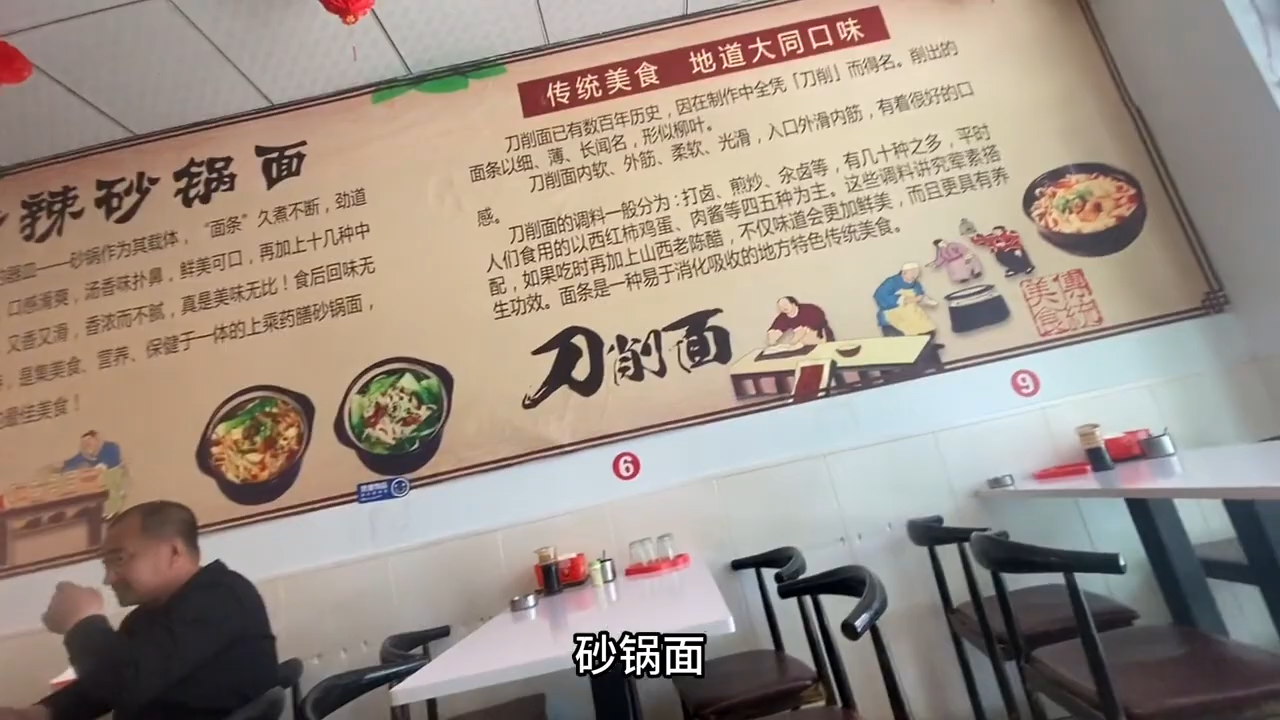 辣砂锅面
——砂锅作为其载体，“面条”久煮不断，劲道
口感滑爽，汤香味扑鼻，鲜美可口，再加上十几种中
又香又滑，香浓而不腻，真是美味无比！食后回味无
，是集美食、营养、保健于一体的上乘药膳砂锅面，
最佳美食！
传统美食 地道大同口味
刀削面已有数百年历史，因在制作中全凭「刀削」而得名。削出的
面条以细、薄、长闻名，形似柳叶。
刀削面内软、外筋、柔软、光滑，入口外滑内筋，有着很好的口
感。
刀削面的调料一般分为：打卤、煎炒、汆卤等，有几十种之多，平时
人们食用的以西红柿鸡蛋、肉酱等四五种为主。这些调料讲究荤素搭
配，如果吃时再加上山西老陈醋，不仅味道会更加鲜美，而且更具有养
生功效。面条是一种易于消化吸收的地方特色传统美食。
刀削面
傳統
美食
6
9
砂锅面